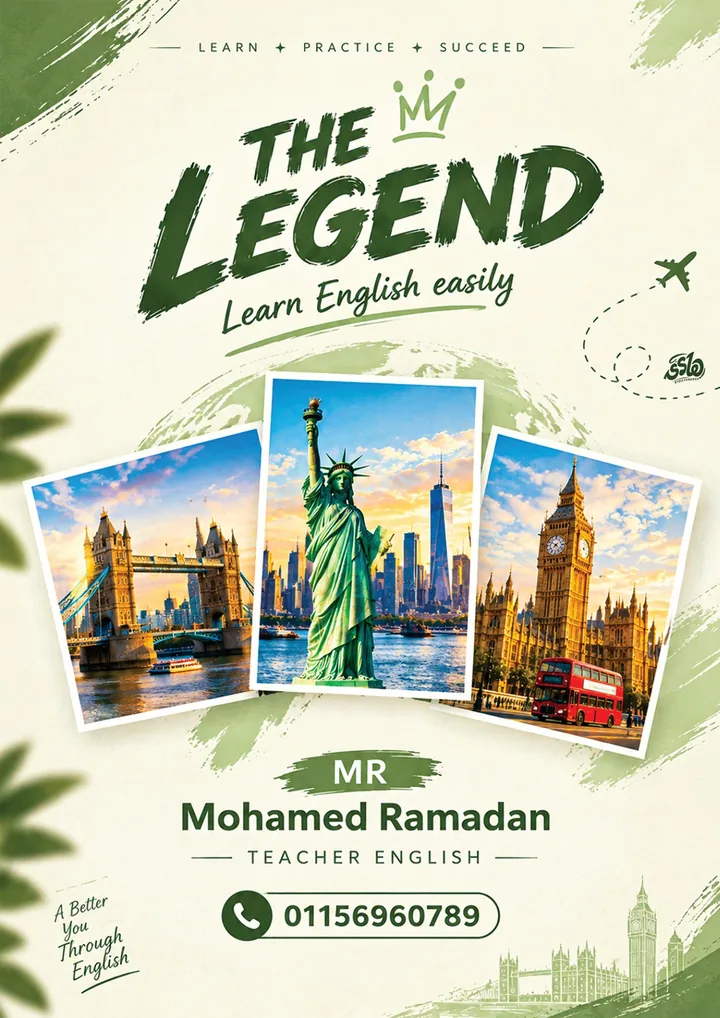 LEARN ✦ PRACTICE ✦ SUCCEED
THE
LEGEND
Learn English easily
MR
Mohamed Ramadan
TEACHER ENGLISH
01156960789
A Better
You
Through
English